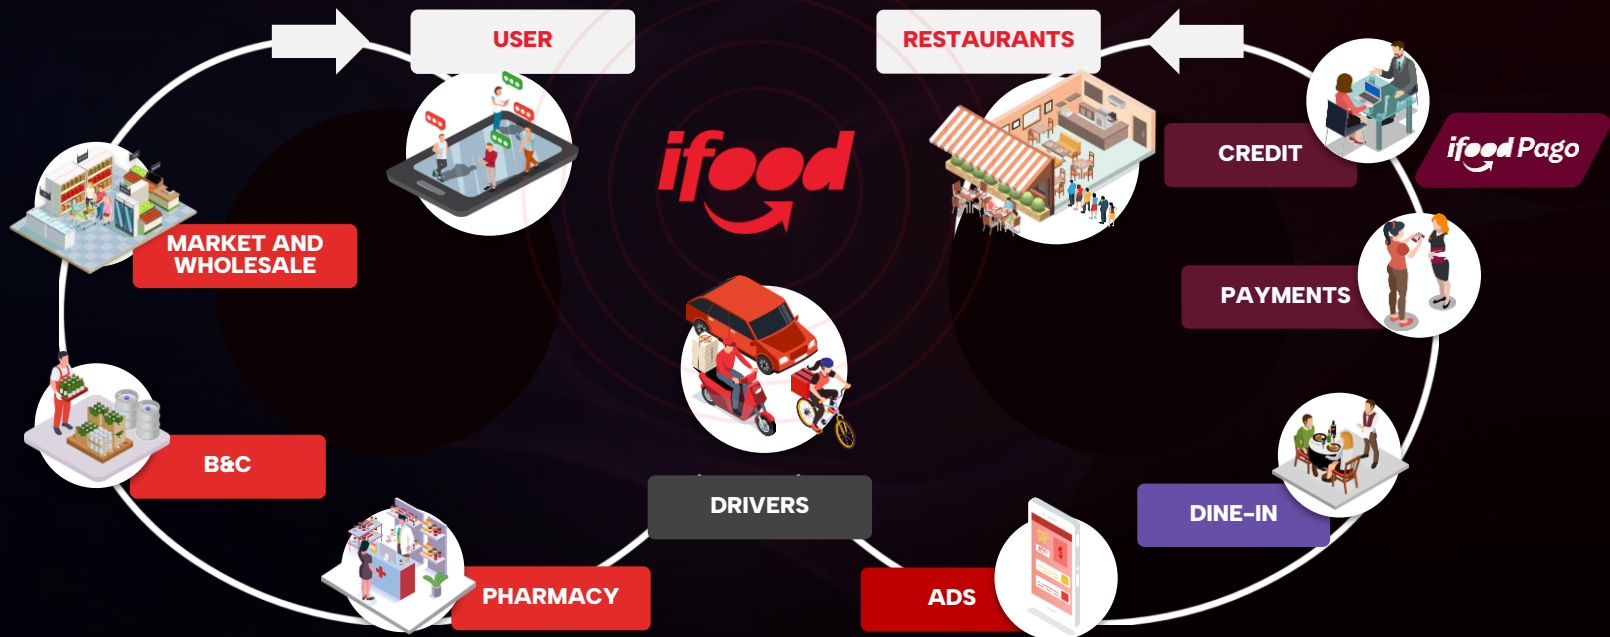 USER
RESTAURANTS
ifood
CREDIT
ifood Pago
MARKET AND
WHOLESALE
PAYMENTS
B&C
DRIVERS
DINE-IN
PHARMACY
ADS